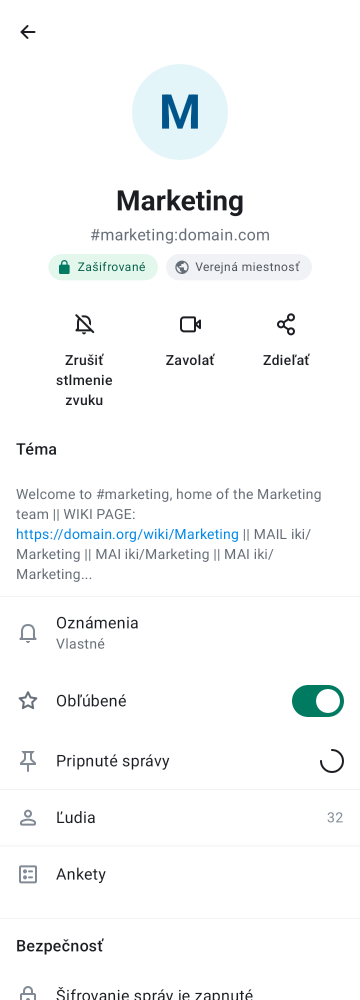 M
Marketing
#marketing:domain.com
Zašifrované
Verejná miestnosť
Zrušiť
stlmenie
zvuku
Zavolať
Zdieľať
Téma
Welcome to #marketing, home of the Marketing
team || WIKI PAGE:
https://domain.org/wiki/Marketing || MAIL iki/
Marketing || MAI iki/Marketing || MAI iki/
Marketing...
Oznámenia
Vlastné
Obľúbené
Pripnuté správy
Ľudia
32
Ankety
Bezpečnosť
Šifrovanie správ je zapnuté